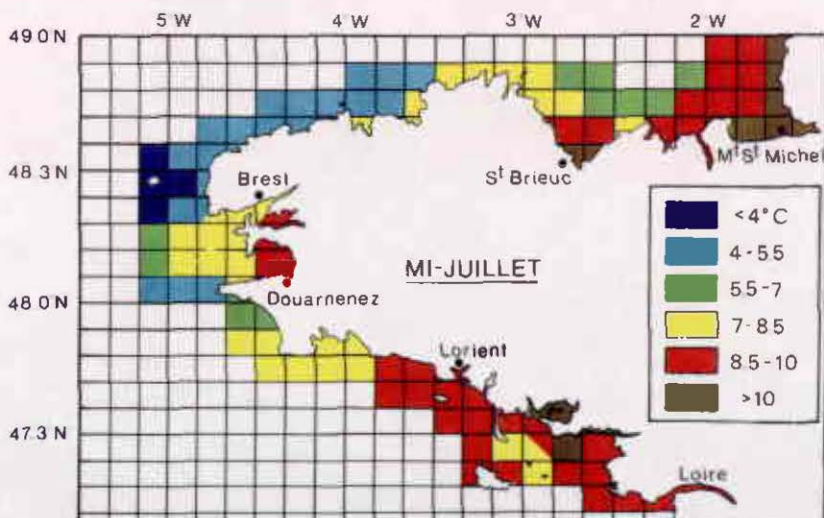 5 W 4 W 3 W 2 W
49 0 N
48.3 N
48 0 N
47.3 N
Brest
St Brieuc
Mt St Michel
MI-JUILLET
Douarnenez
Lorient
Loire
<4°C
4-5.5
5.5-7
7-8.5
8.5-10
>10